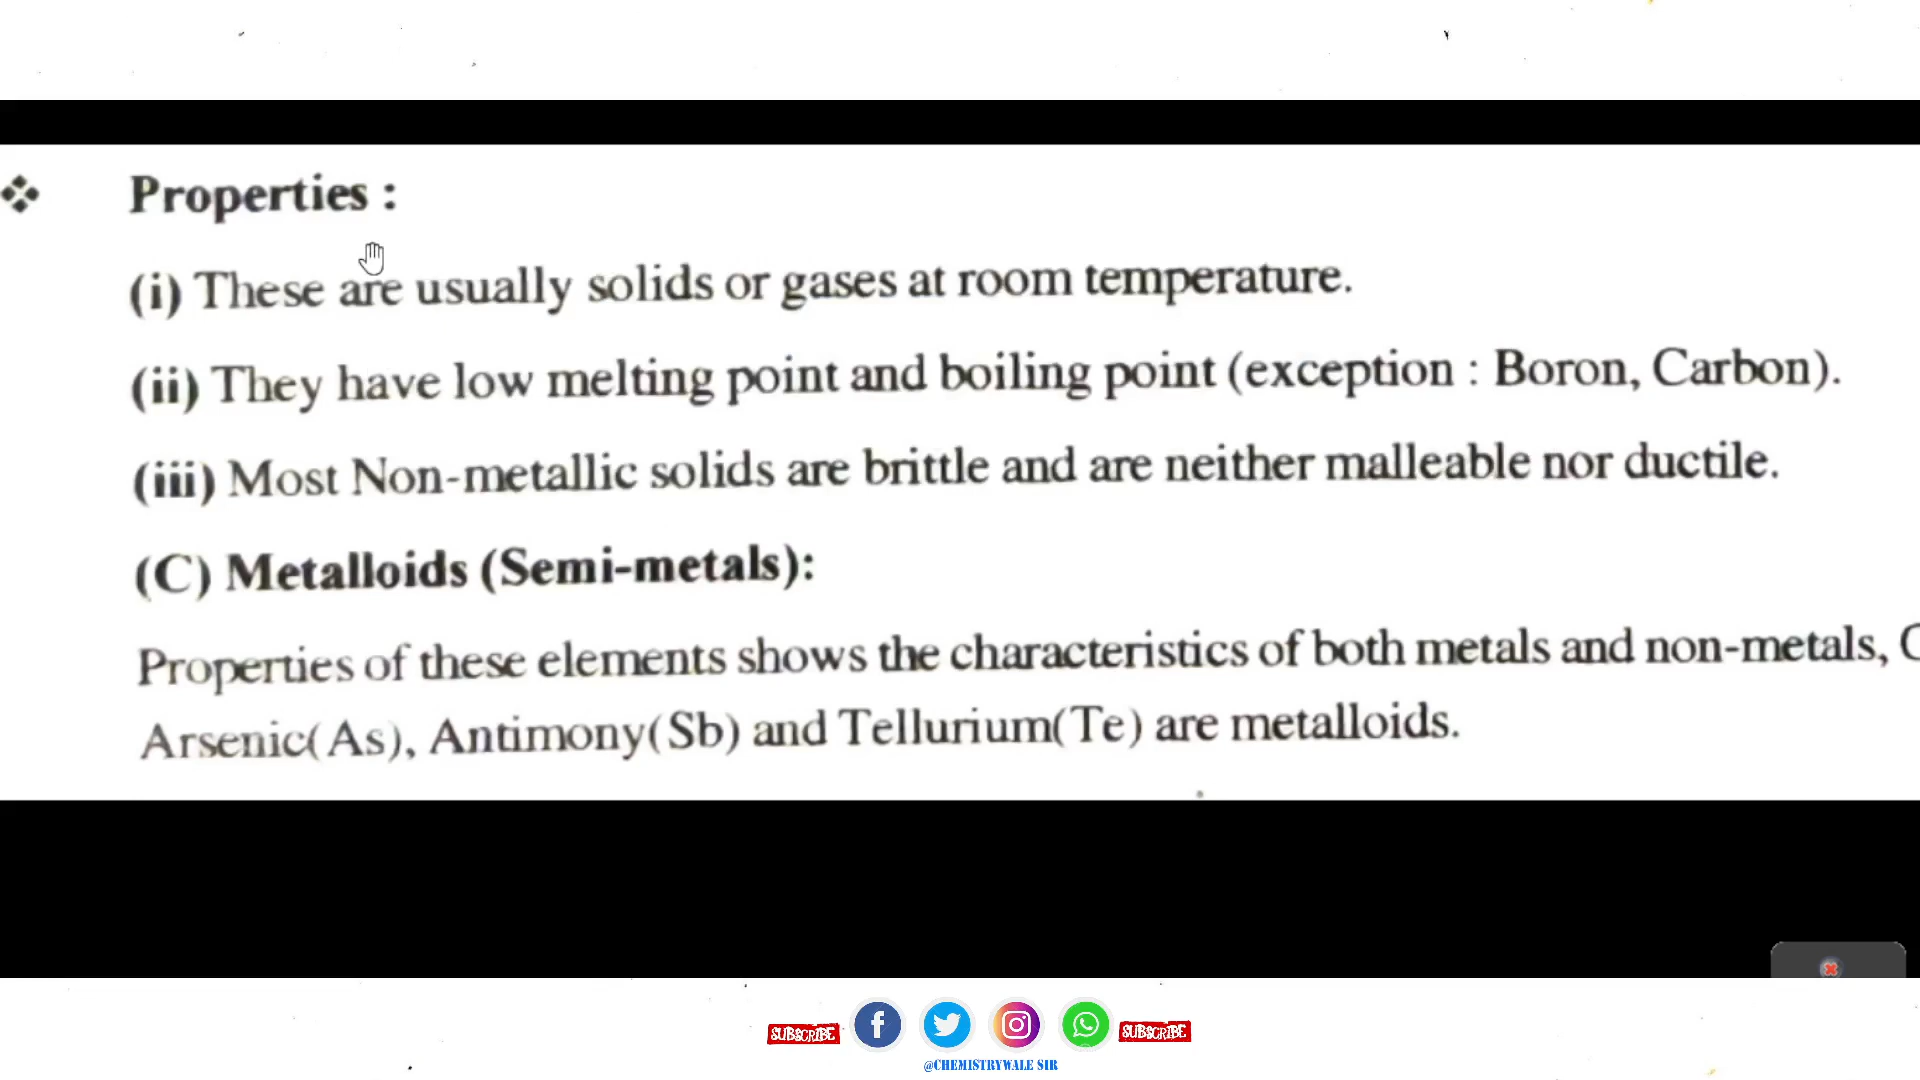 ❖ Properties :
(i) These are usually solids or gases at room temperature.
(ii) They have low melting point and boiling point (exception : Boron, Carbon).
(iii) Most Non-metallic solids are brittle and are neither malleable nor ductile.
(C) Metalloids (Semi-metals):
Properties of these elements shows the characteristics of both metals and non-metals,
Arsenic(As), Antimony(Sb) and Tellurium(Te) are metalloids.
SUBSCRIBE SUBSCRIBE
@CHEMISTRYWALE SIR